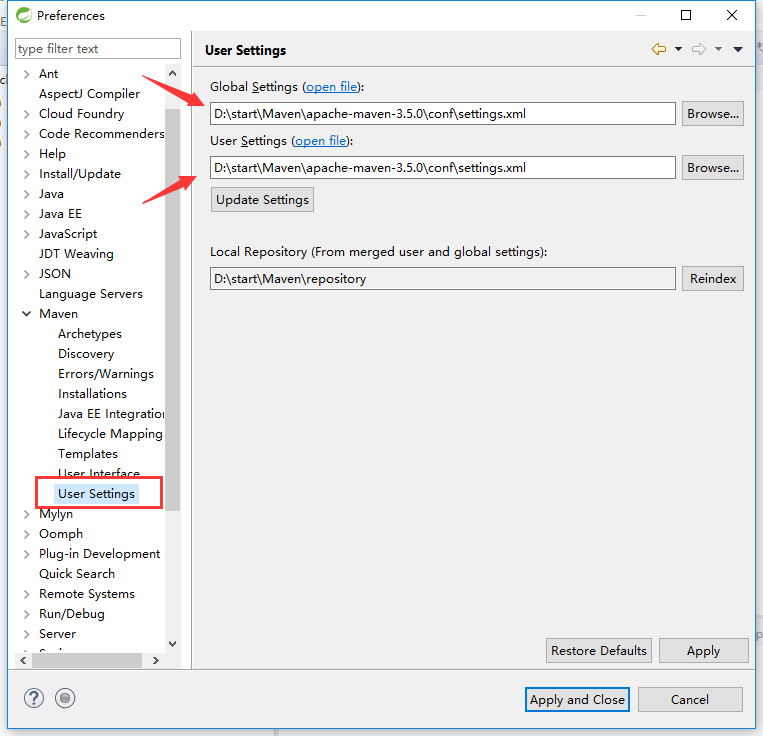 Preferences
type filter text
Ant
AspectJ Compiler
Cloud Foundry
Code Recommenders
Help
Install/Update
Java
Java EE
JavaScript
JDT Weaving
JSON
Language Servers
Maven
Archetypes
Discovery
Errors/Warnings
Installations
Java EE Integration
Lifecycle Mapping
Templates
User Interface
User Settings
Mylyn
Oomph
Plug-in Development
Quick Search
Remote Systems
Run/Debug
Server
User Settings
Global Settings (open file):
D:\start\Maven\apache-maven-3.5.0\conf\settings.xml Browse...
User Settings (open file):
D:\start\Maven\apache-maven-3.5.0\conf\settings.xml Browse...
Update Settings
Local Repository (From merged user and global settings):
D:\start\Maven\repository Reindex
Restore Defaults Apply
Apply and Close Cancel